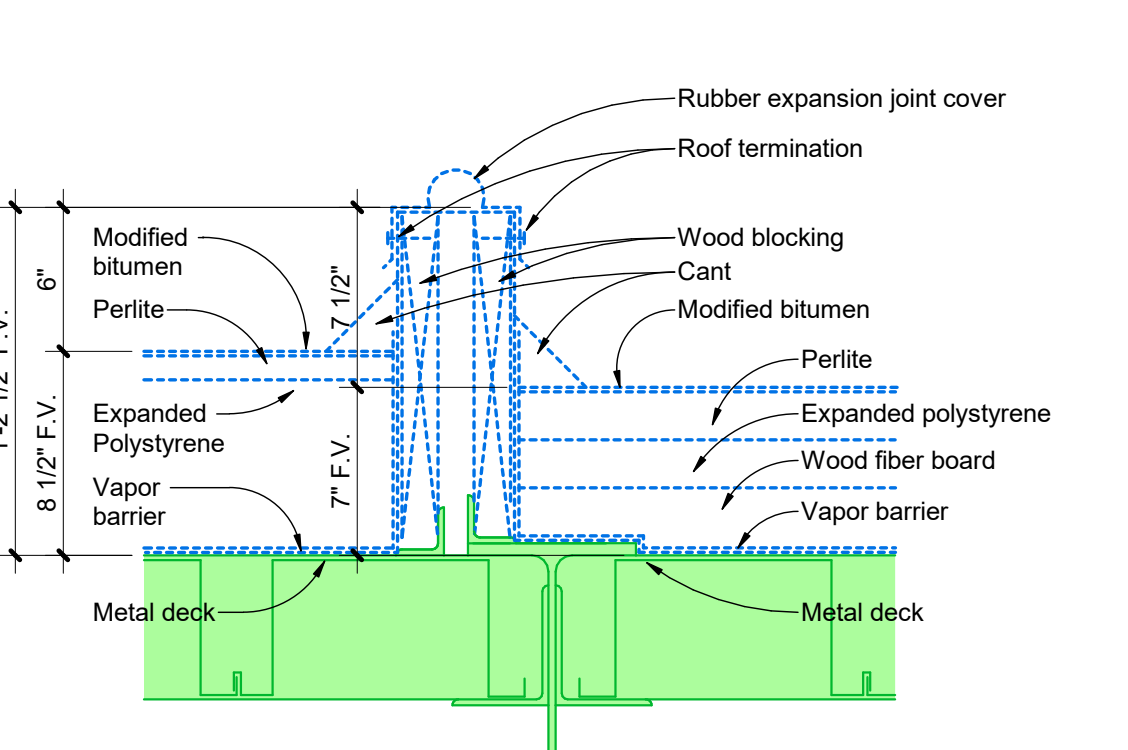 Rubber expansion joint cover
Roof termination
Modified
bitumen
Wood blocking
Cant
6"
7 1/2"
Perlite
Modified bitumen
Perlite
Expanded
Polystyrene
Expanded polystyrene
8 1/2" F.V.
7" F.V.
Wood fiber board
Vapor
barrier
Vapor barrier
Metal deck
Metal deck